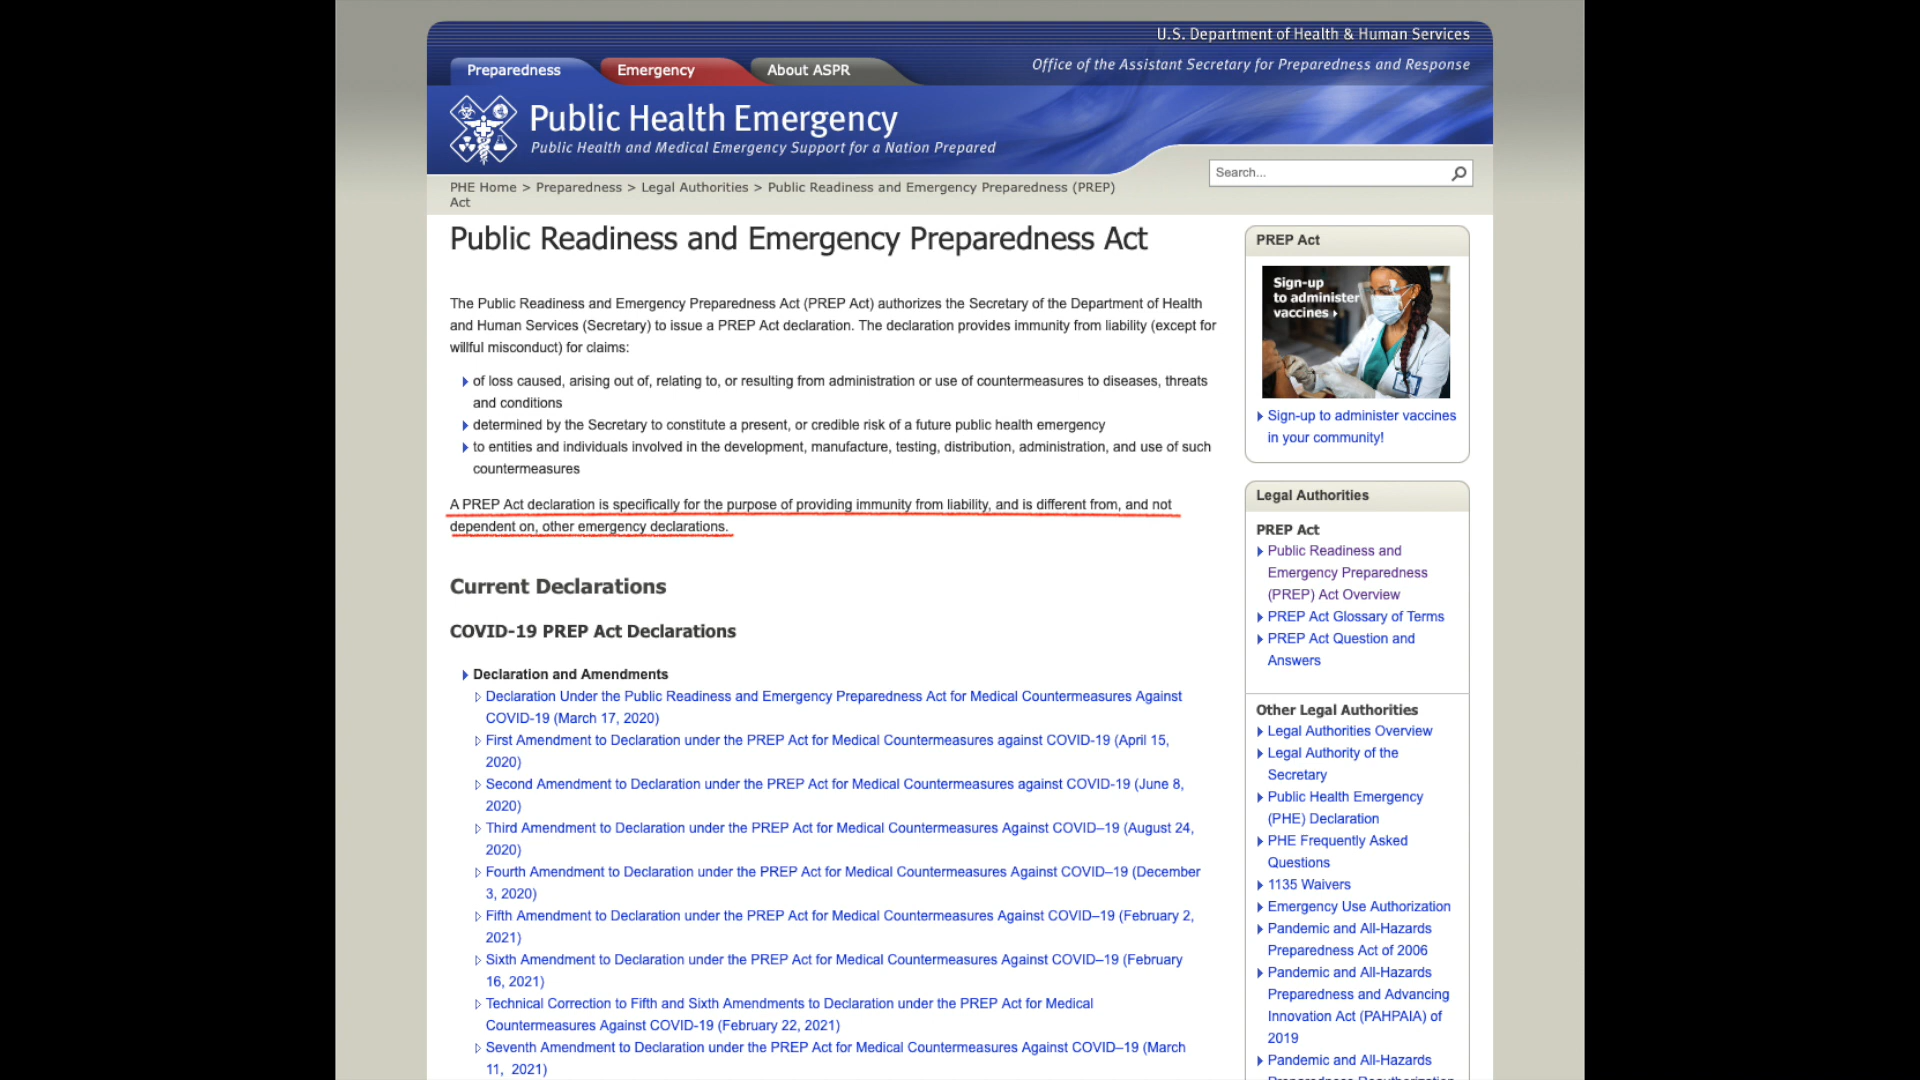 U.S. Department of Health & Human Services
Preparedness
Emergency
About ASPR
Office of the Assistant Secretary for Preparedness and Response
Public Health Emergency
Public Health and Medical Emergency Support for a Nation Prepared
Search...
PHE Home > Preparedness > Legal Authorities > Public Readiness and Emergency Preparedness (PREP)
Act
Public Readiness and Emergency Preparedness Act
The Public Readiness and Emergency Preparedness Act (PREP Act) authorizes the Secretary of the Department of Health
and Human Services (Secretary) to issue a PREP Act declaration. The declaration provides immunity from liability (except for
willful misconduct) for claims:
of loss caused, arising out of, relating to, or resulting from administration or use of countermeasures to diseases, threats
and conditions
determined by the Secretary to constitute a present, or credible risk of a future public health emergency
to entities and individuals involved in the development, manufacture, testing, distribution, administration, and use of such
countermeasures
A PREP Act declaration is specifically for the purpose of providing immunity from liability, and is different from, and not
dependent on, other emergency declarations.
Current Declarations
COVID-19 PREP Act Declarations
Declaration and Amendments
Declaration Under the Public Readiness and Emergency Preparedness Act for Medical Countermeasures Against
COVID-19 (March 17, 2020)
First Amendment to Declaration under the PREP Act for Medical Countermeasures against COVID-19 (April 15,
2020)
Second Amendment to Declaration under the PREP Act for Medical Countermeasures against COVID-19 (June 8,
2020)
Third Amendment to Declaration under the PREP Act for Medical Countermeasures Against COVID–19 (August 24,
2020)
Fourth Amendment to Declaration under the PREP Act for Medical Countermeasures Against COVID–19 (December
3, 2020)
Fifth Amendment to Declaration under the PREP Act for Medical Countermeasures Against COVID–19 (February 2,
2021)
Sixth Amendment to Declaration under the PREP Act for Medical Countermeasures Against COVID–19 (February
16, 2021)
Technical Correction to Fifth and Sixth Amendments to Declaration under the PREP Act for Medical
Countermeasures Against COVID-19 (February 22, 2021)
Seventh Amendment to Declaration under the PREP Act for Medical Countermeasures Against COVID–19 (March
11, 2021)
PREP Act
Sign-up
to administer
vaccines
Sign-up to administer vaccines
in your community!
Legal Authorities
PREP Act
Public Readiness and
Emergency Preparedness
(PREP) Act Overview
PREP Act Glossary of Terms
PREP Act Question and
Answers
Other Legal Authorities
Legal Authorities Overview
Legal Authority of the
Secretary
Public Health Emergency
(PHE) Declaration
PHE Frequently Asked
Questions
1135 Waivers
Emergency Use Authorization
Pandemic and All-Hazards
Preparedness Act of 2006
Pandemic and All-Hazards
Preparedness and Advancing
Innovation Act (PAHPAIA) of
2019
Pandemic and All-Hazards